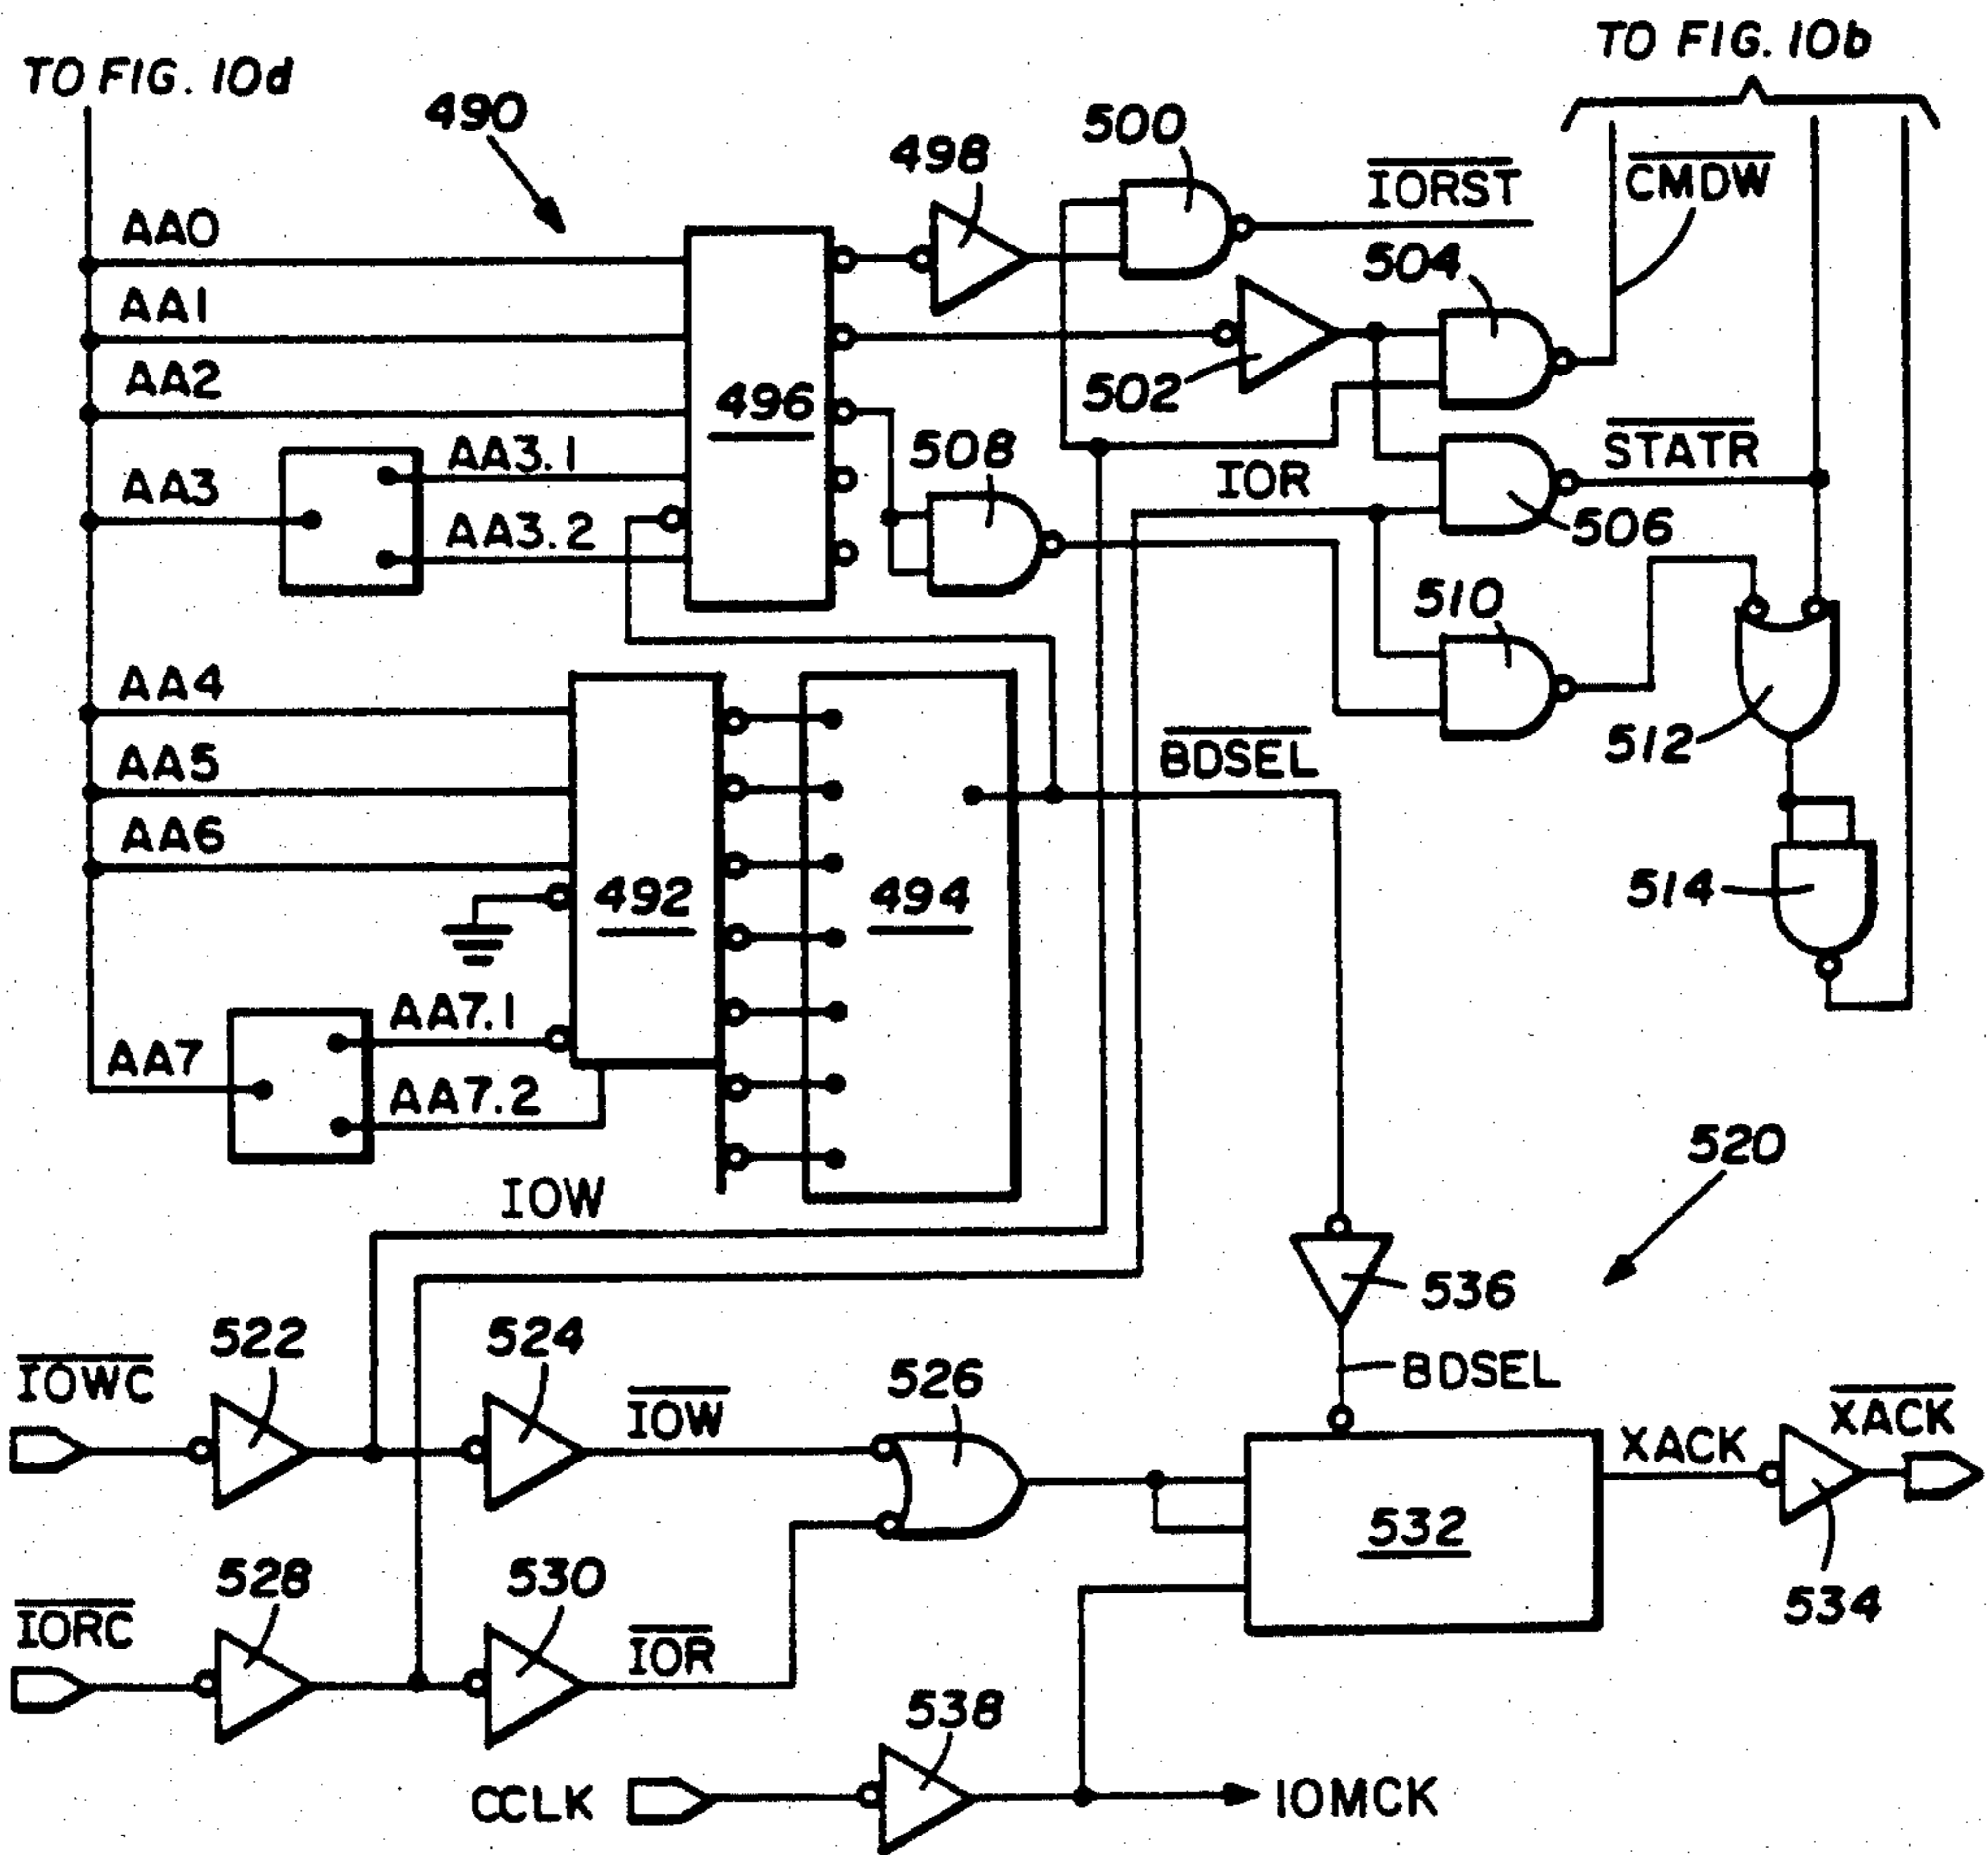 TO FIG. 10d
TO FIG. 10b
490
498
500
IORST
CMDW
504
AA0
AA1
AA2
496
502
508
AA3
AA3.1
AA3.2
IOR
STATR
506
510
512
514
AA4
AA5
AA6
492
494
BDSEL
AA7
AA7.1
AA7.2
IOW
520
536
BDSEL
IOWC
522
524
IOW
526
XACK
XACK
532
534
IORC
528
530
IOR
538
CCLK
IOMCK